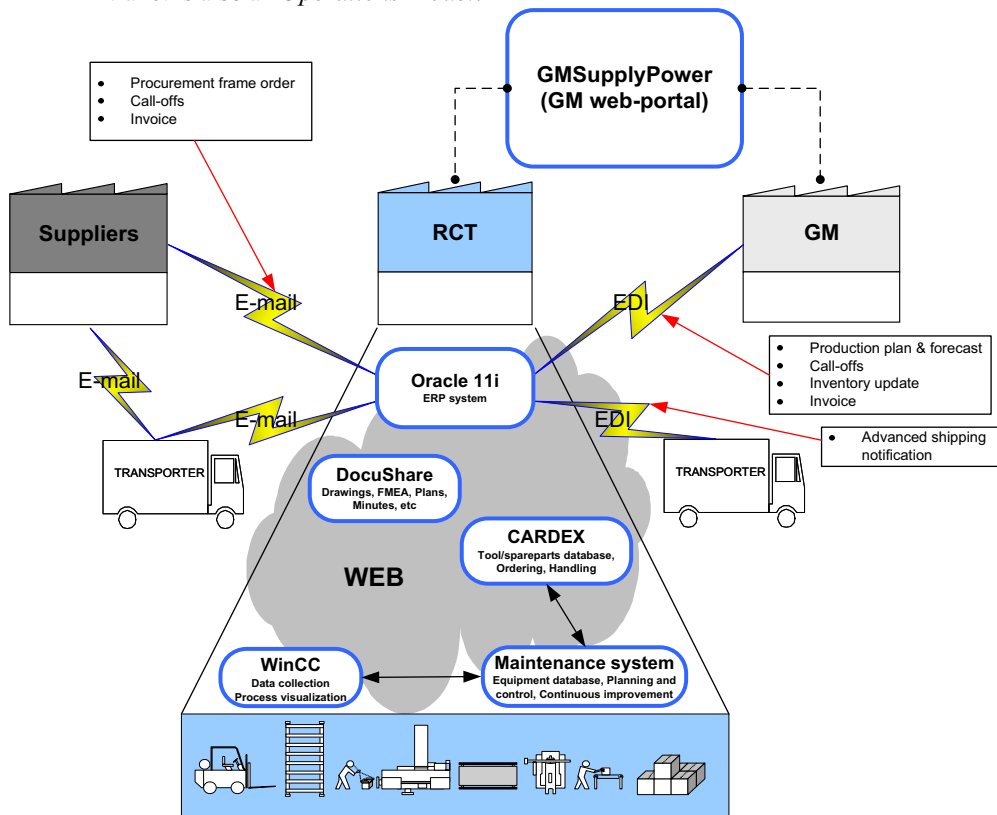 GMSupplyPower
(GM web-portal)
• Procurement frame order
• Call-offs
• Invoice
Suppliers
RCT
GM
E-mail
EDI
E-mail
E-mail
EDI
Oracle 11i
ERP system
• Production plan & forecast
• Call-offs
• Inventory update
• Invoice
• Advanced shipping
notification
TRANSPORTER
TRANSPORTER
DocuShare
Drawings, FMEA, Plans,
Minutes, etc
CARDEX
Tool/spareparts database,
Ordering, Handling
WEB
WinCC
Data collection
Process visualization
Maintenance system
Equipment database, Planning and
control, Continuous improvement